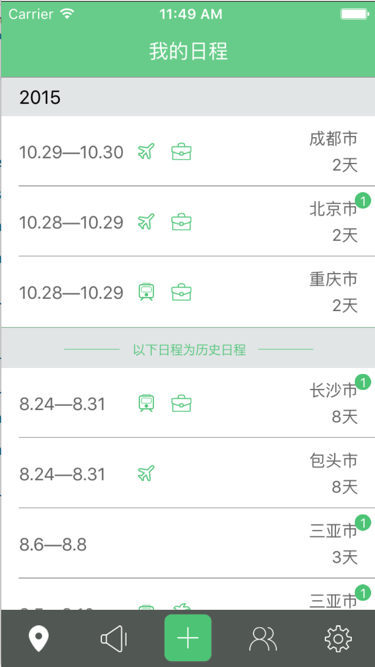 Carrier 11:49 AM
我的日程
2015
10.29—10.30 成都市
2天
1
10.28—10.29 北京市
2天
10.28—10.29 重庆市
2天
以下日程为历史日程
1
8.24—8.31 长沙市
8天
8.24—8.31 包头市
8天
1
8.6—8.8 三亚市
3天
1
三亚市